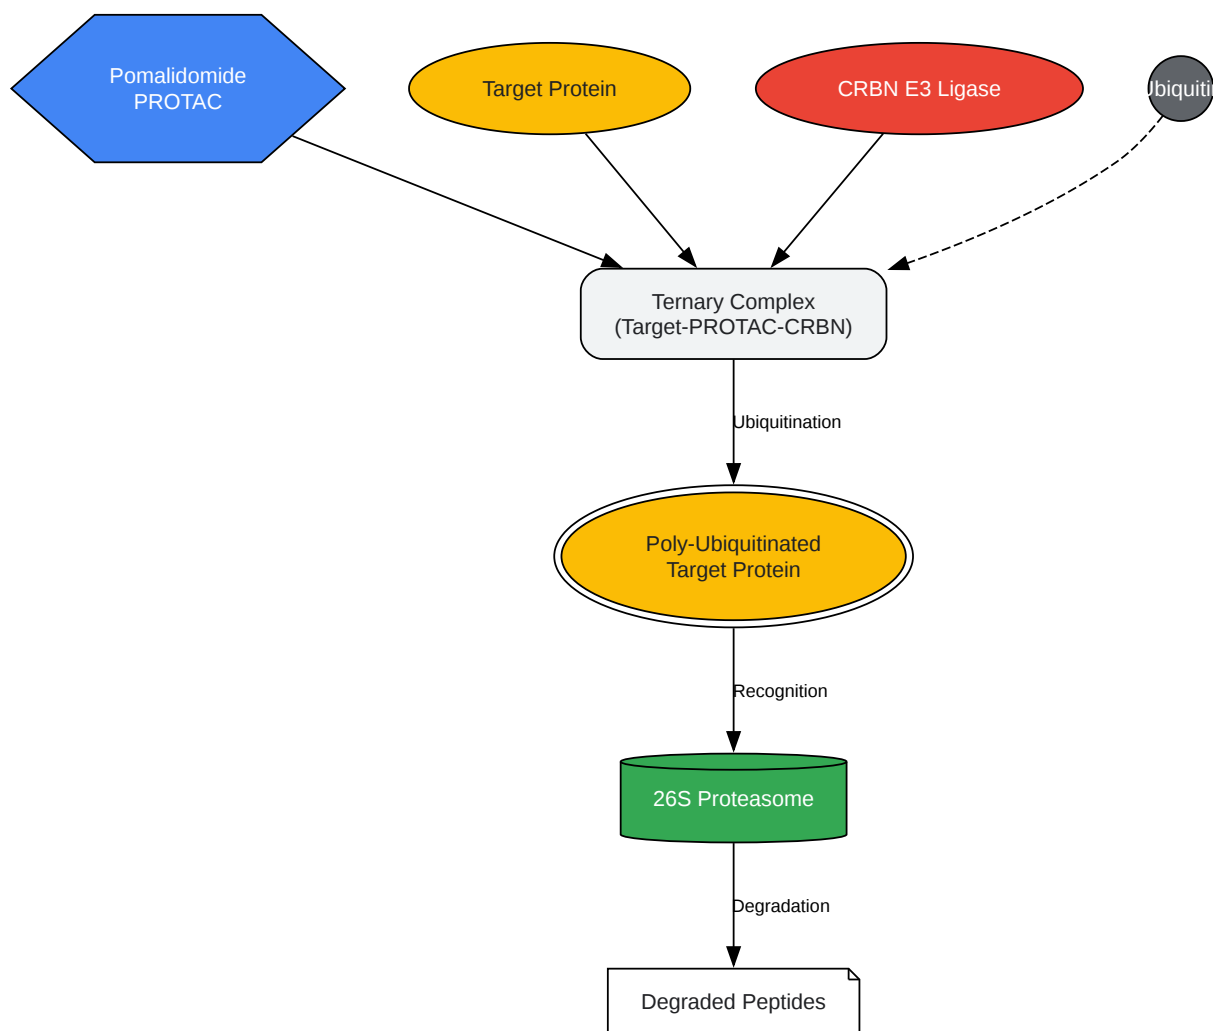 Pomalidomide
PROTAC
Target Protein
CRBN E3 Ligase
Ubiquitin
Ternary Complex
(Target-PROTAC-CRBN)
Ubiquitination
Poly-Ubiquitinated
Target Protein
Recognition
26S Proteasome
Degradation
Degraded Peptides